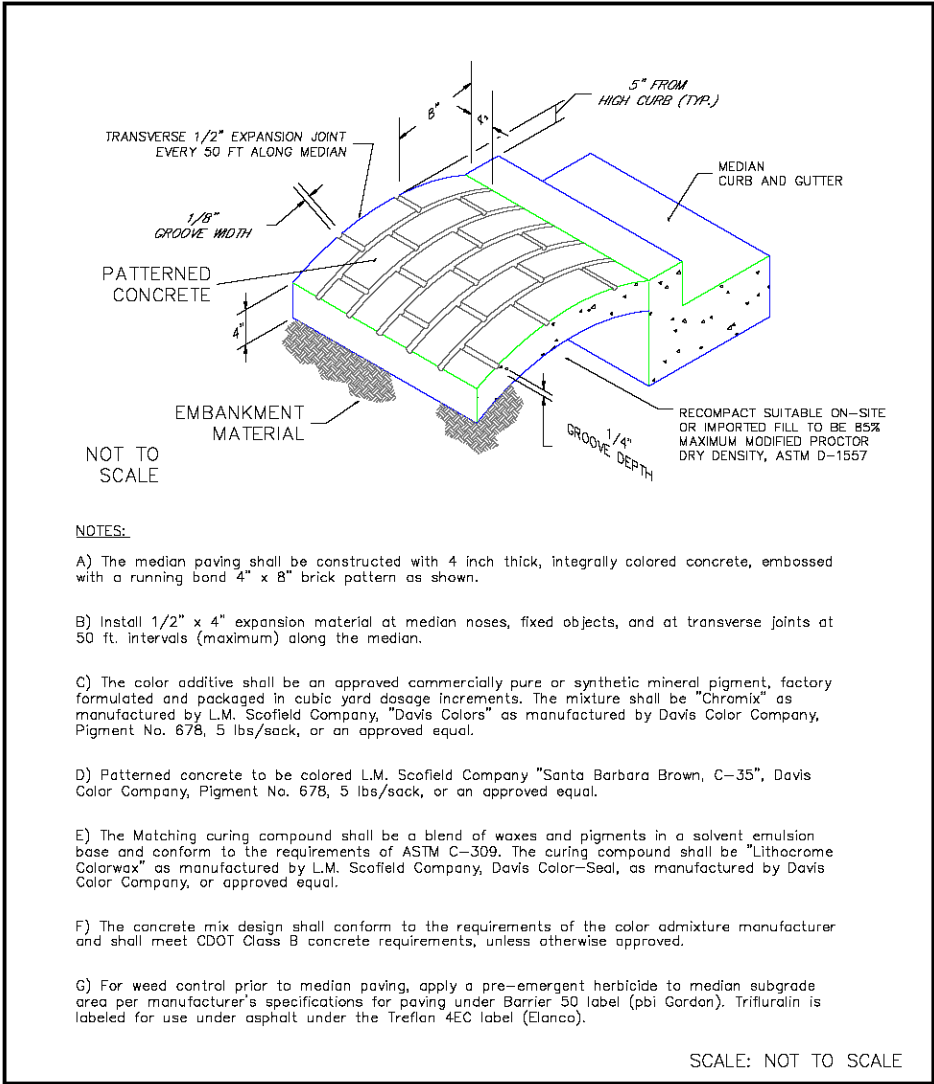 5" FROM
HIGH CURB (TYP.)
8"
4"
TRANSVERSE 1/2" EXPANSION JOINT
EVERY 50 FT ALONG MEDIAN
MEDIAN
CURB AND GUTTER
1/8"
GROOVE WIDTH
PATTERNED
CONCRETE
4"
EMBANKMENT
MATERIAL
1/4"
GROOVE DEPTH
RECOMPACT SUITABLE ON-SITE
OR IMPORTED FILL TO BE 85%
MAXIMUM MODIFIED PROCTOR
DRY DENSITY, ASTM D-1557
NOT TO
SCALE
NOTES:
A) The median paving shall be constructed with 4 inch thick, integrally colored concrete, embossed
with a running bond 4" x 8" brick pattern as shown.
B) Install 1/2" x 4" expansion material at median noses, fixed objects, and at transverse joints at
50 ft. intervals (maximum) along the median.
C) The color additive shall be an approved commercially pure or synthetic mineral pigment, factory
formulated and packaged in cubic yard dosage increments. The mixture shall be "Chromix" as
manufactured by L.M. Scofield Company, "Davis Colors" as manufactured by Davis Color Company,
Pigment No. 678, 5 lbs/sack, or an approved equal.
D) Patterned concrete to be colored L.M. Scofield Company "Santa Barbara Brown, C-35", Davis
Color Company, Pigment No. 678, 5 lbs/sack, or an approved equal.
E) The Matching curing compound shall be a blend of waxes and pigments in a solvent emulsion
base and conform to the requirements of ASTM C-309. The curing compound shall be "Lithocrome
Colorwax" as manufactured by L.M. Scofield Company, Davis Color-Seal, as manufactured by Davis
Color Company, or approved equal.
F) The concrete mix design shall conform to the requirements of the color admixture manufacturer
and shall meet CDOT Class B concrete requirements, unless otherwise approved.
G) For weed control prior to median paving, apply a pre-emergent herbicide to median subgrade
area per manufacturer's specifications for paving under Barrier 50 label (pbi Gordon). Trifluralin is
labeled for use under asphalt under the Treflan 4EC label (Elanco).
SCALE: NOT TO SCALE